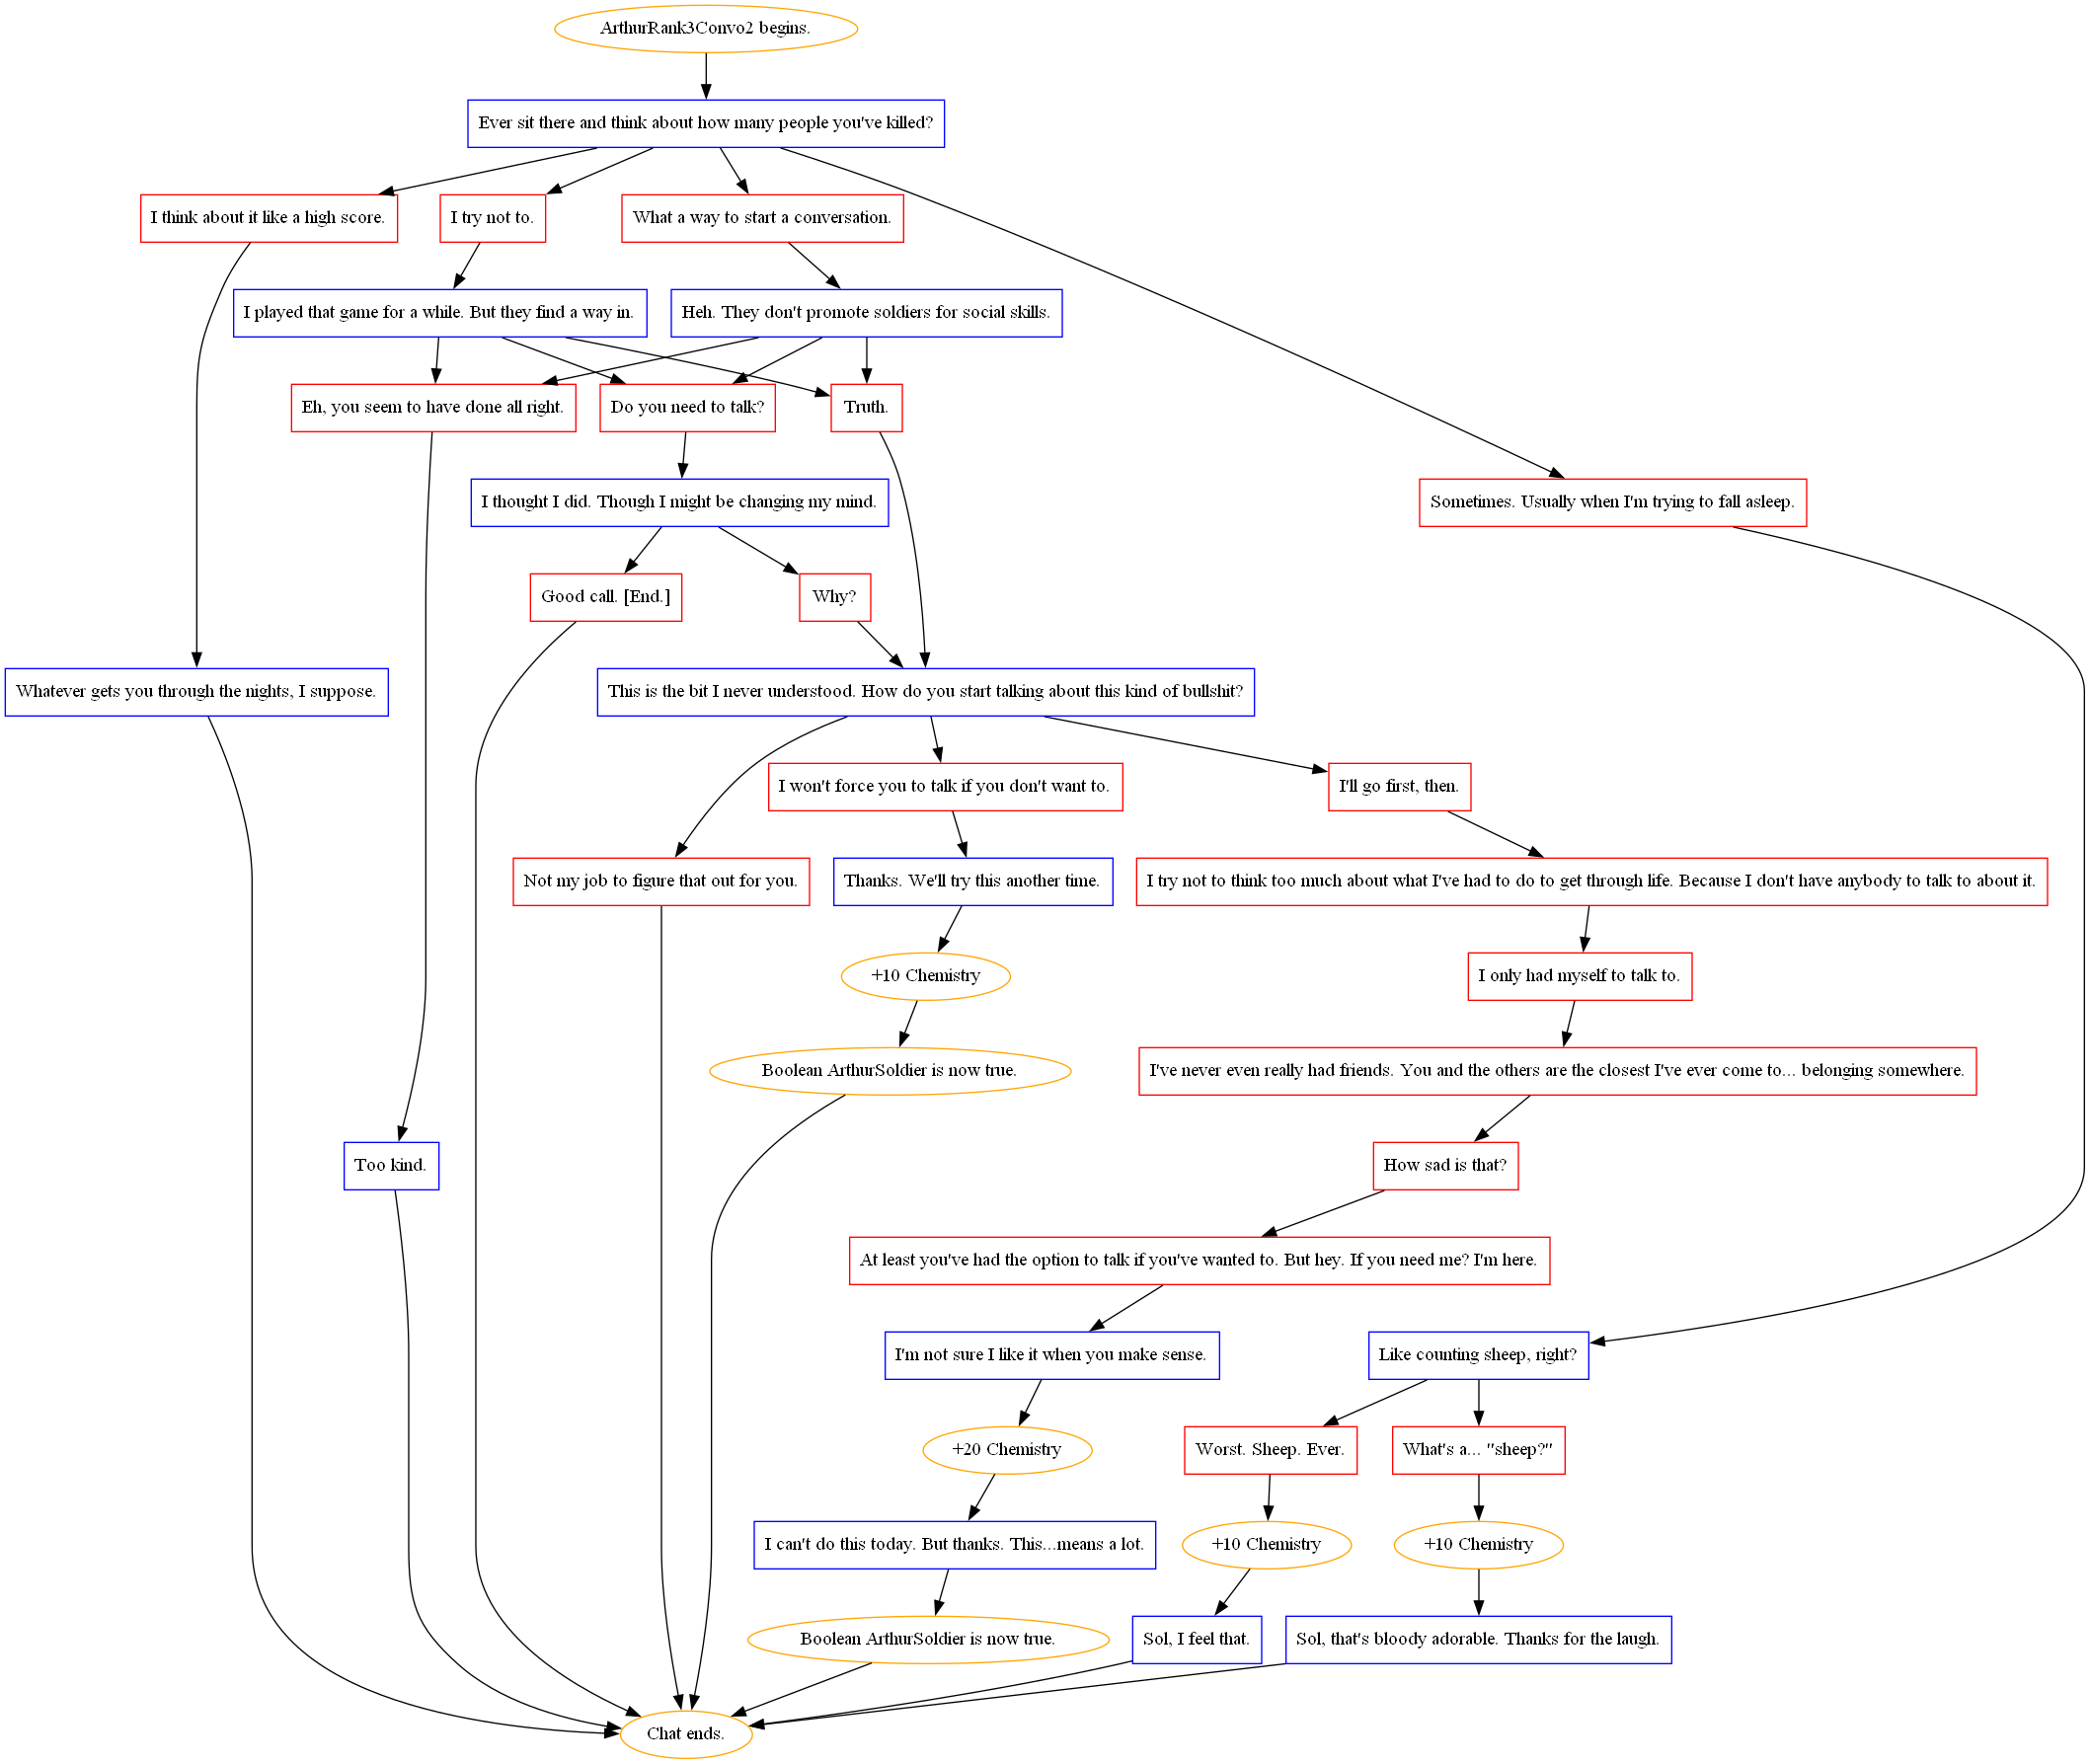 ArthurRank3Convo2 begins.
Ever sit there and think about how many people you've killed?
I think about it like a high score.
I try not to.
What a way to start a conversation.
I played that game for a while. But they find a way in.
Heh. They don't promote soldiers for social skills.
Eh, you seem to have done all right.
Do you need to talk?
Truth.
I thought I did. Though I might be changing my mind.
Sometimes. Usually when I'm trying to fall asleep.
Good call. [End.]
Why?
Whatever gets you through the nights, I suppose.
This is the bit I never understood. How do you start talking about this kind of bullshit?
I won't force you to talk if you don't want to.
I'll go first, then.
Not my job to figure that out for you.
Thanks. We'll try this another time.
I try not to think too much about what I've had to do to get through life. Because I don't have anybody to talk to about it.
+10 Chemistry
I only had myself to talk to.
Boolean ArthurSoldier is now true.
I've never even really had friends. You and the others are the closest I've ever come to... belonging somewhere.
Too kind.
How sad is that?
At least you've had the option to talk if you've wanted to. But hey. If you need me? I'm here.
I'm not sure I like it when you make sense.
Like counting sheep, right?
+20 Chemistry
Worst. Sheep. Ever.
What's a... "sheep?"
I can't do this today. But thanks. This...means a lot.
+10 Chemistry
+10 Chemistry
Boolean ArthurSoldier is now true.
Sol, I feel that.
Sol, that's bloody adorable. Thanks for the laugh.
Chat ends.